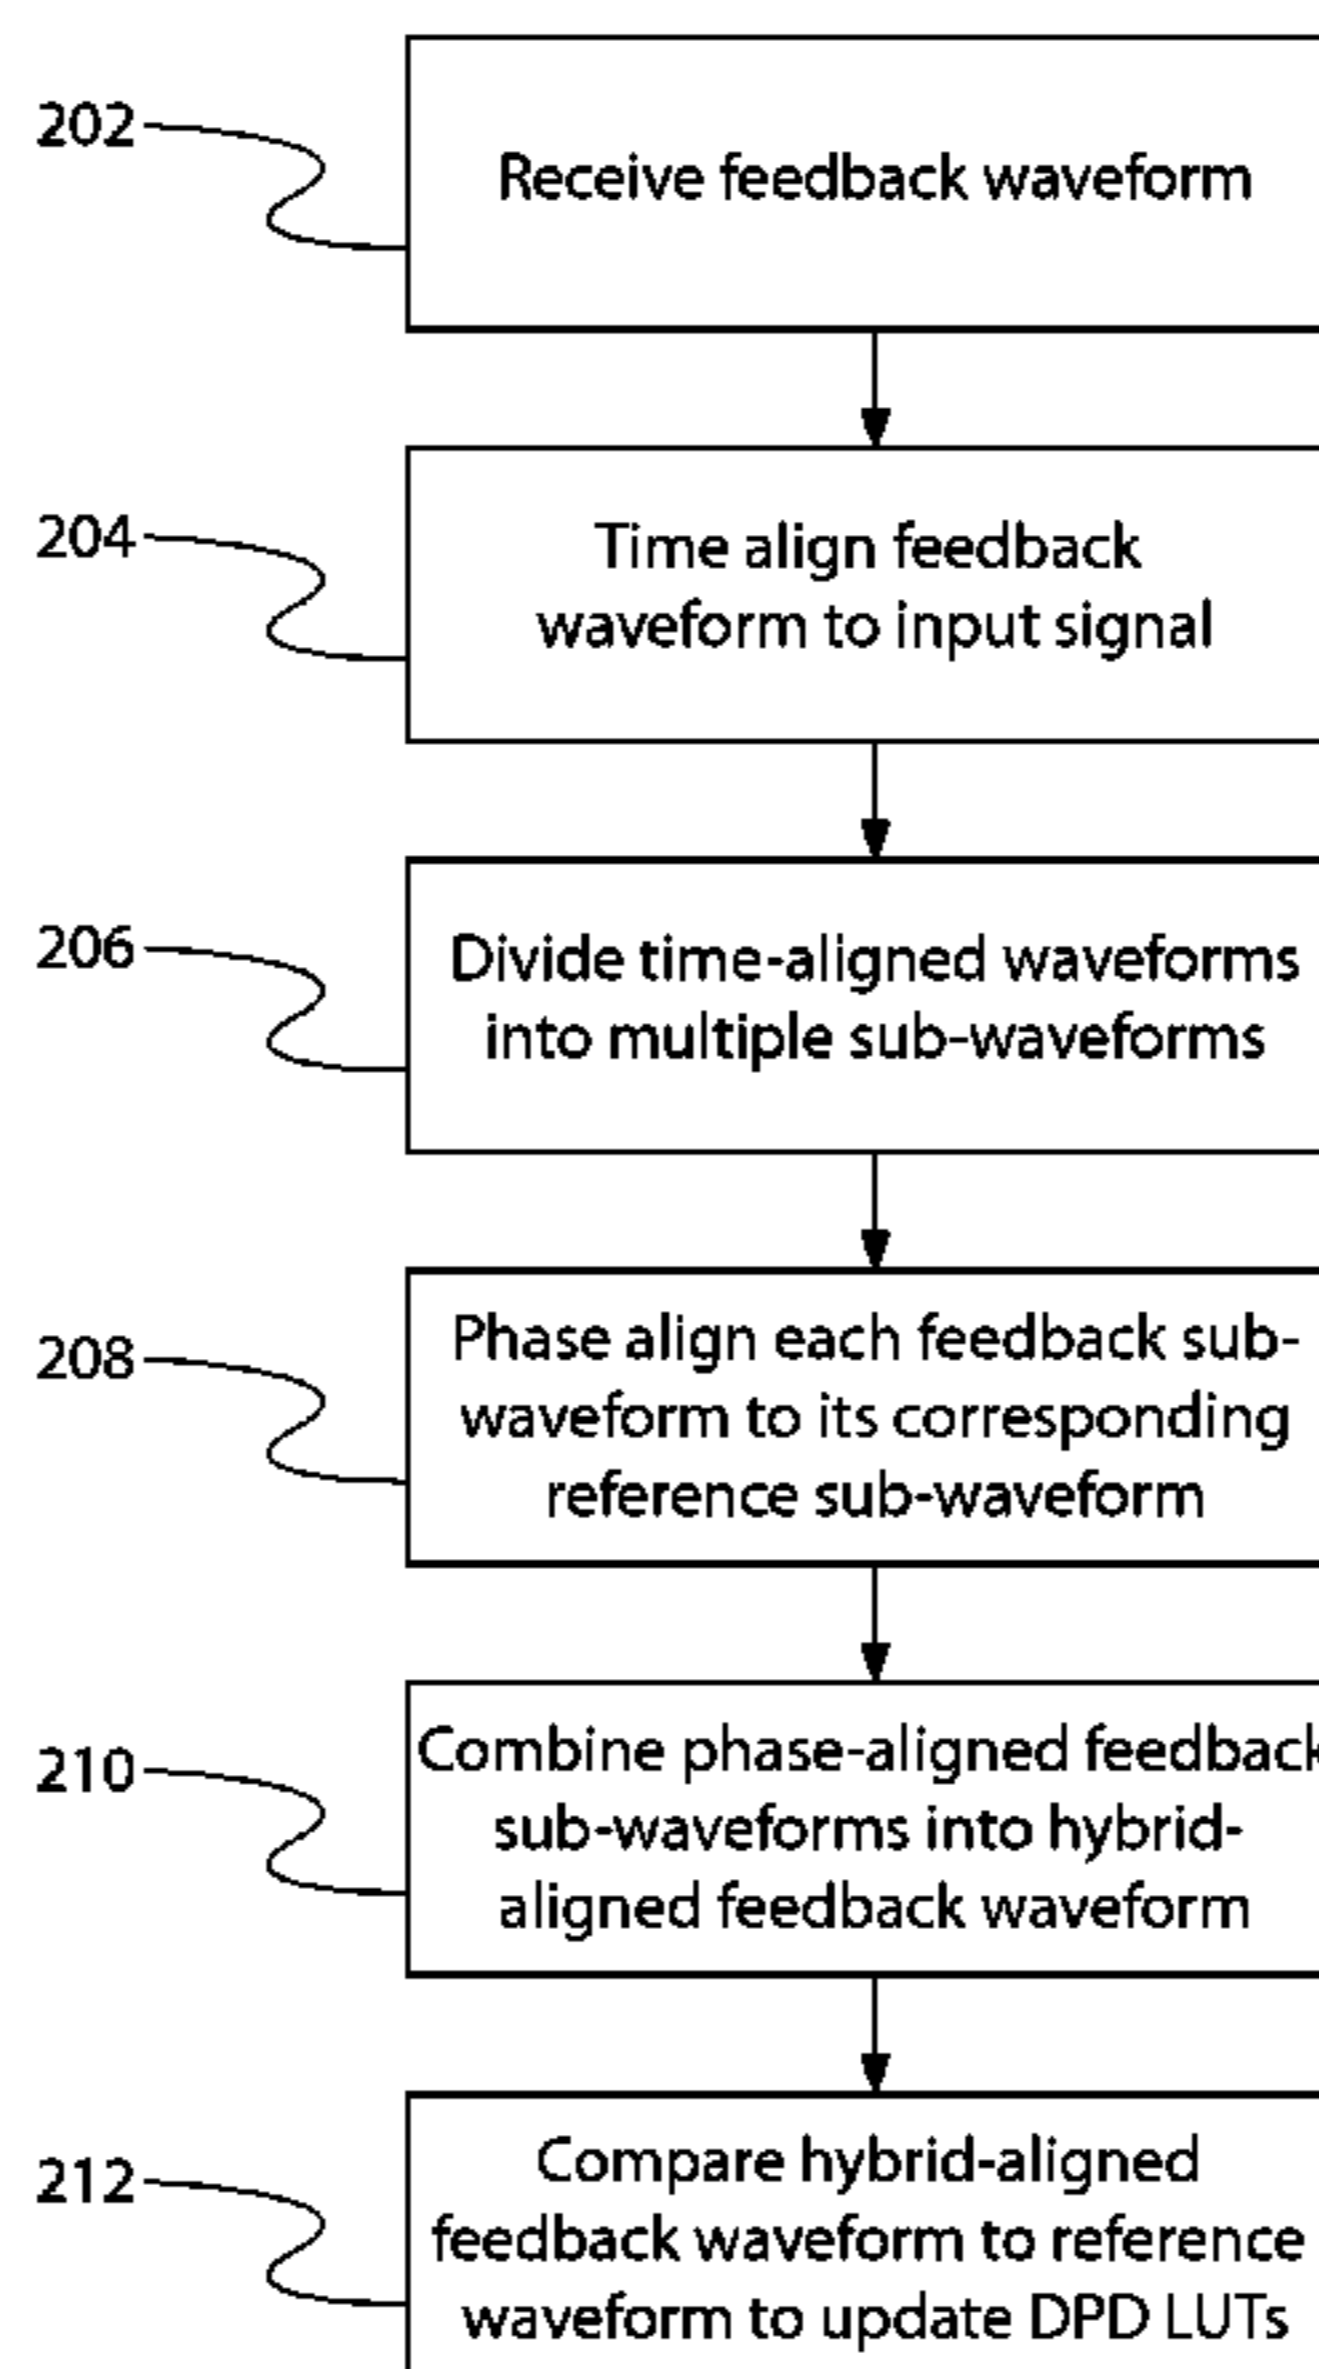 202
Receive feedback waveform
204
Time align feedback
waveform to input signal
206
Divide time-aligned waveforms
into multiple sub-waveforms
208
Phase align each feedback sub-
waveform to its corresponding
reference sub-waveform
210
Combine phase-aligned feedback
sub-waveforms into hybrid-
aligned feedback waveform
212
Compare hybrid-aligned
feedback waveform to reference
waveform to update DPD LUTs